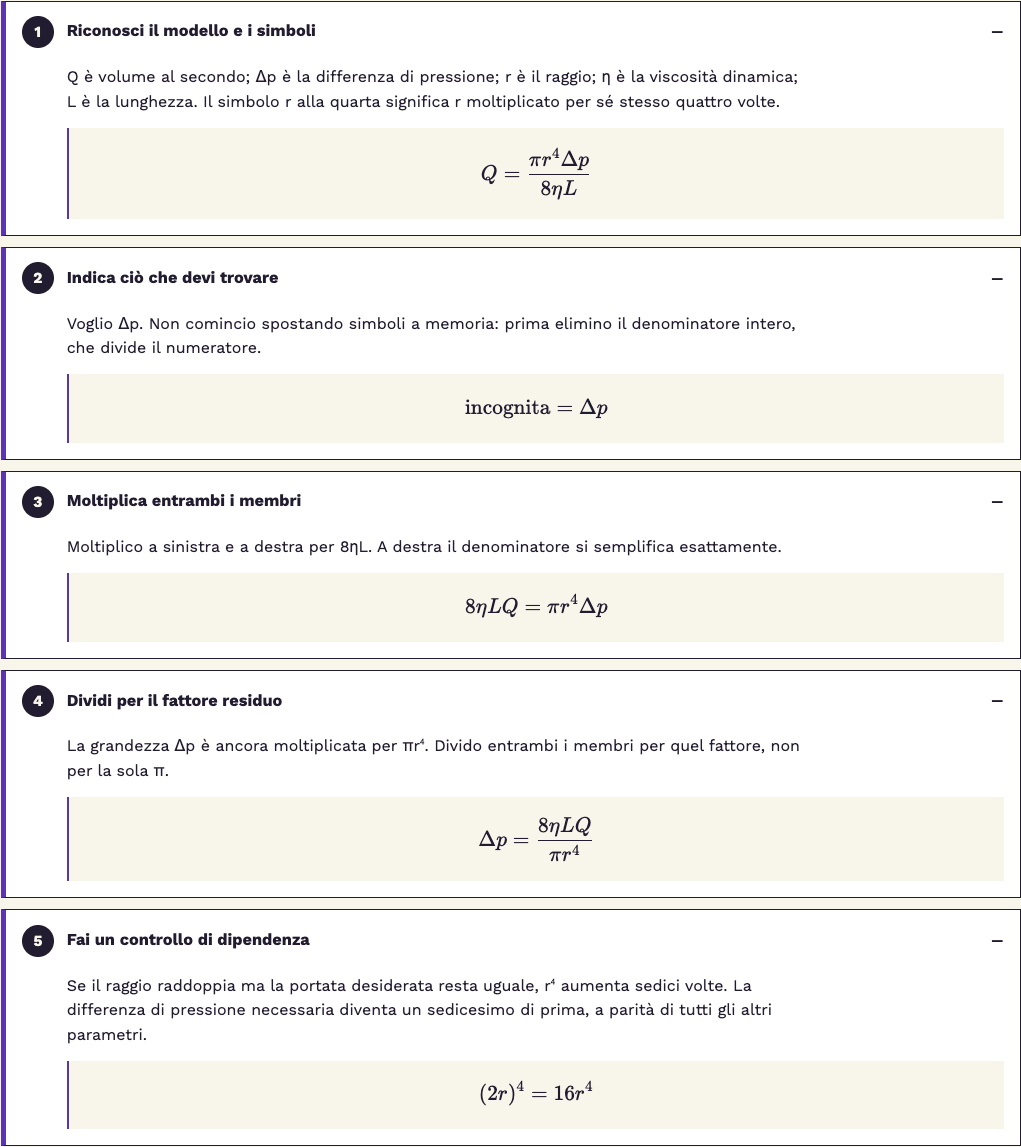 1 Riconosci il modello e i simboli –
Q è volume al secondo; Δp è la differenza di pressione; r è il raggio; η è la viscosità dinamica;
L è la lunghezza. Il simbolo r alla quarta significa r moltiplicato per sé stesso quattro volte.
Q = πr⁴Δp / 8ηL
2 Indica ciò che devi trovare –
Voglio Δp. Non comincio spostando simboli a memoria: prima elimino il denominatore intero,
che divide il numeratore.
incognita = Δp
3 Moltiplica entrambi i membri –
Moltiplico a sinistra e a destra per 8ηL. A destra il denominatore si semplifica esattamente.
8ηLQ = πr⁴Δp
4 Dividi per il fattore residuo –
La grandezza Δp è ancora moltiplicata per πr⁴. Divido entrambi i membri per quel fattore, non
per la sola π.
Δp = 8ηLQ / πr⁴
5 Fai un controllo di dipendenza –
Se il raggio raddoppia ma la portata desiderata resta uguale, r⁴ aumenta sedici volte. La
differenza di pressione necessaria diventa un sedicesimo di prima, a parità di tutti gli altri
parametri.
(2r)⁴ = 16r⁴